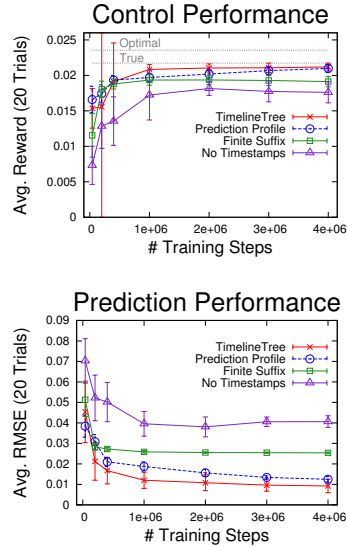 Control Performance
Avg. Reward (20 Trials)
0.025
0.02
0.015
0.01
0.005
0
Optimal
True
TimelineTree
Prediction Profile
Finite Suffix
No Timestamps
0 1e+06 2e+06 3e+06 4e+06
# Training Steps
Prediction Performance
Avg. RMSE (20 Trials)
0.09
0.08
0.07
0.06
0.05
0.04
0.03
0.02
0.01
0
TimelineTree
Prediction Profile
Finite Suffix
No Timestamps
0 1e+06 2e+06 3e+06 4e+06
# Training Steps